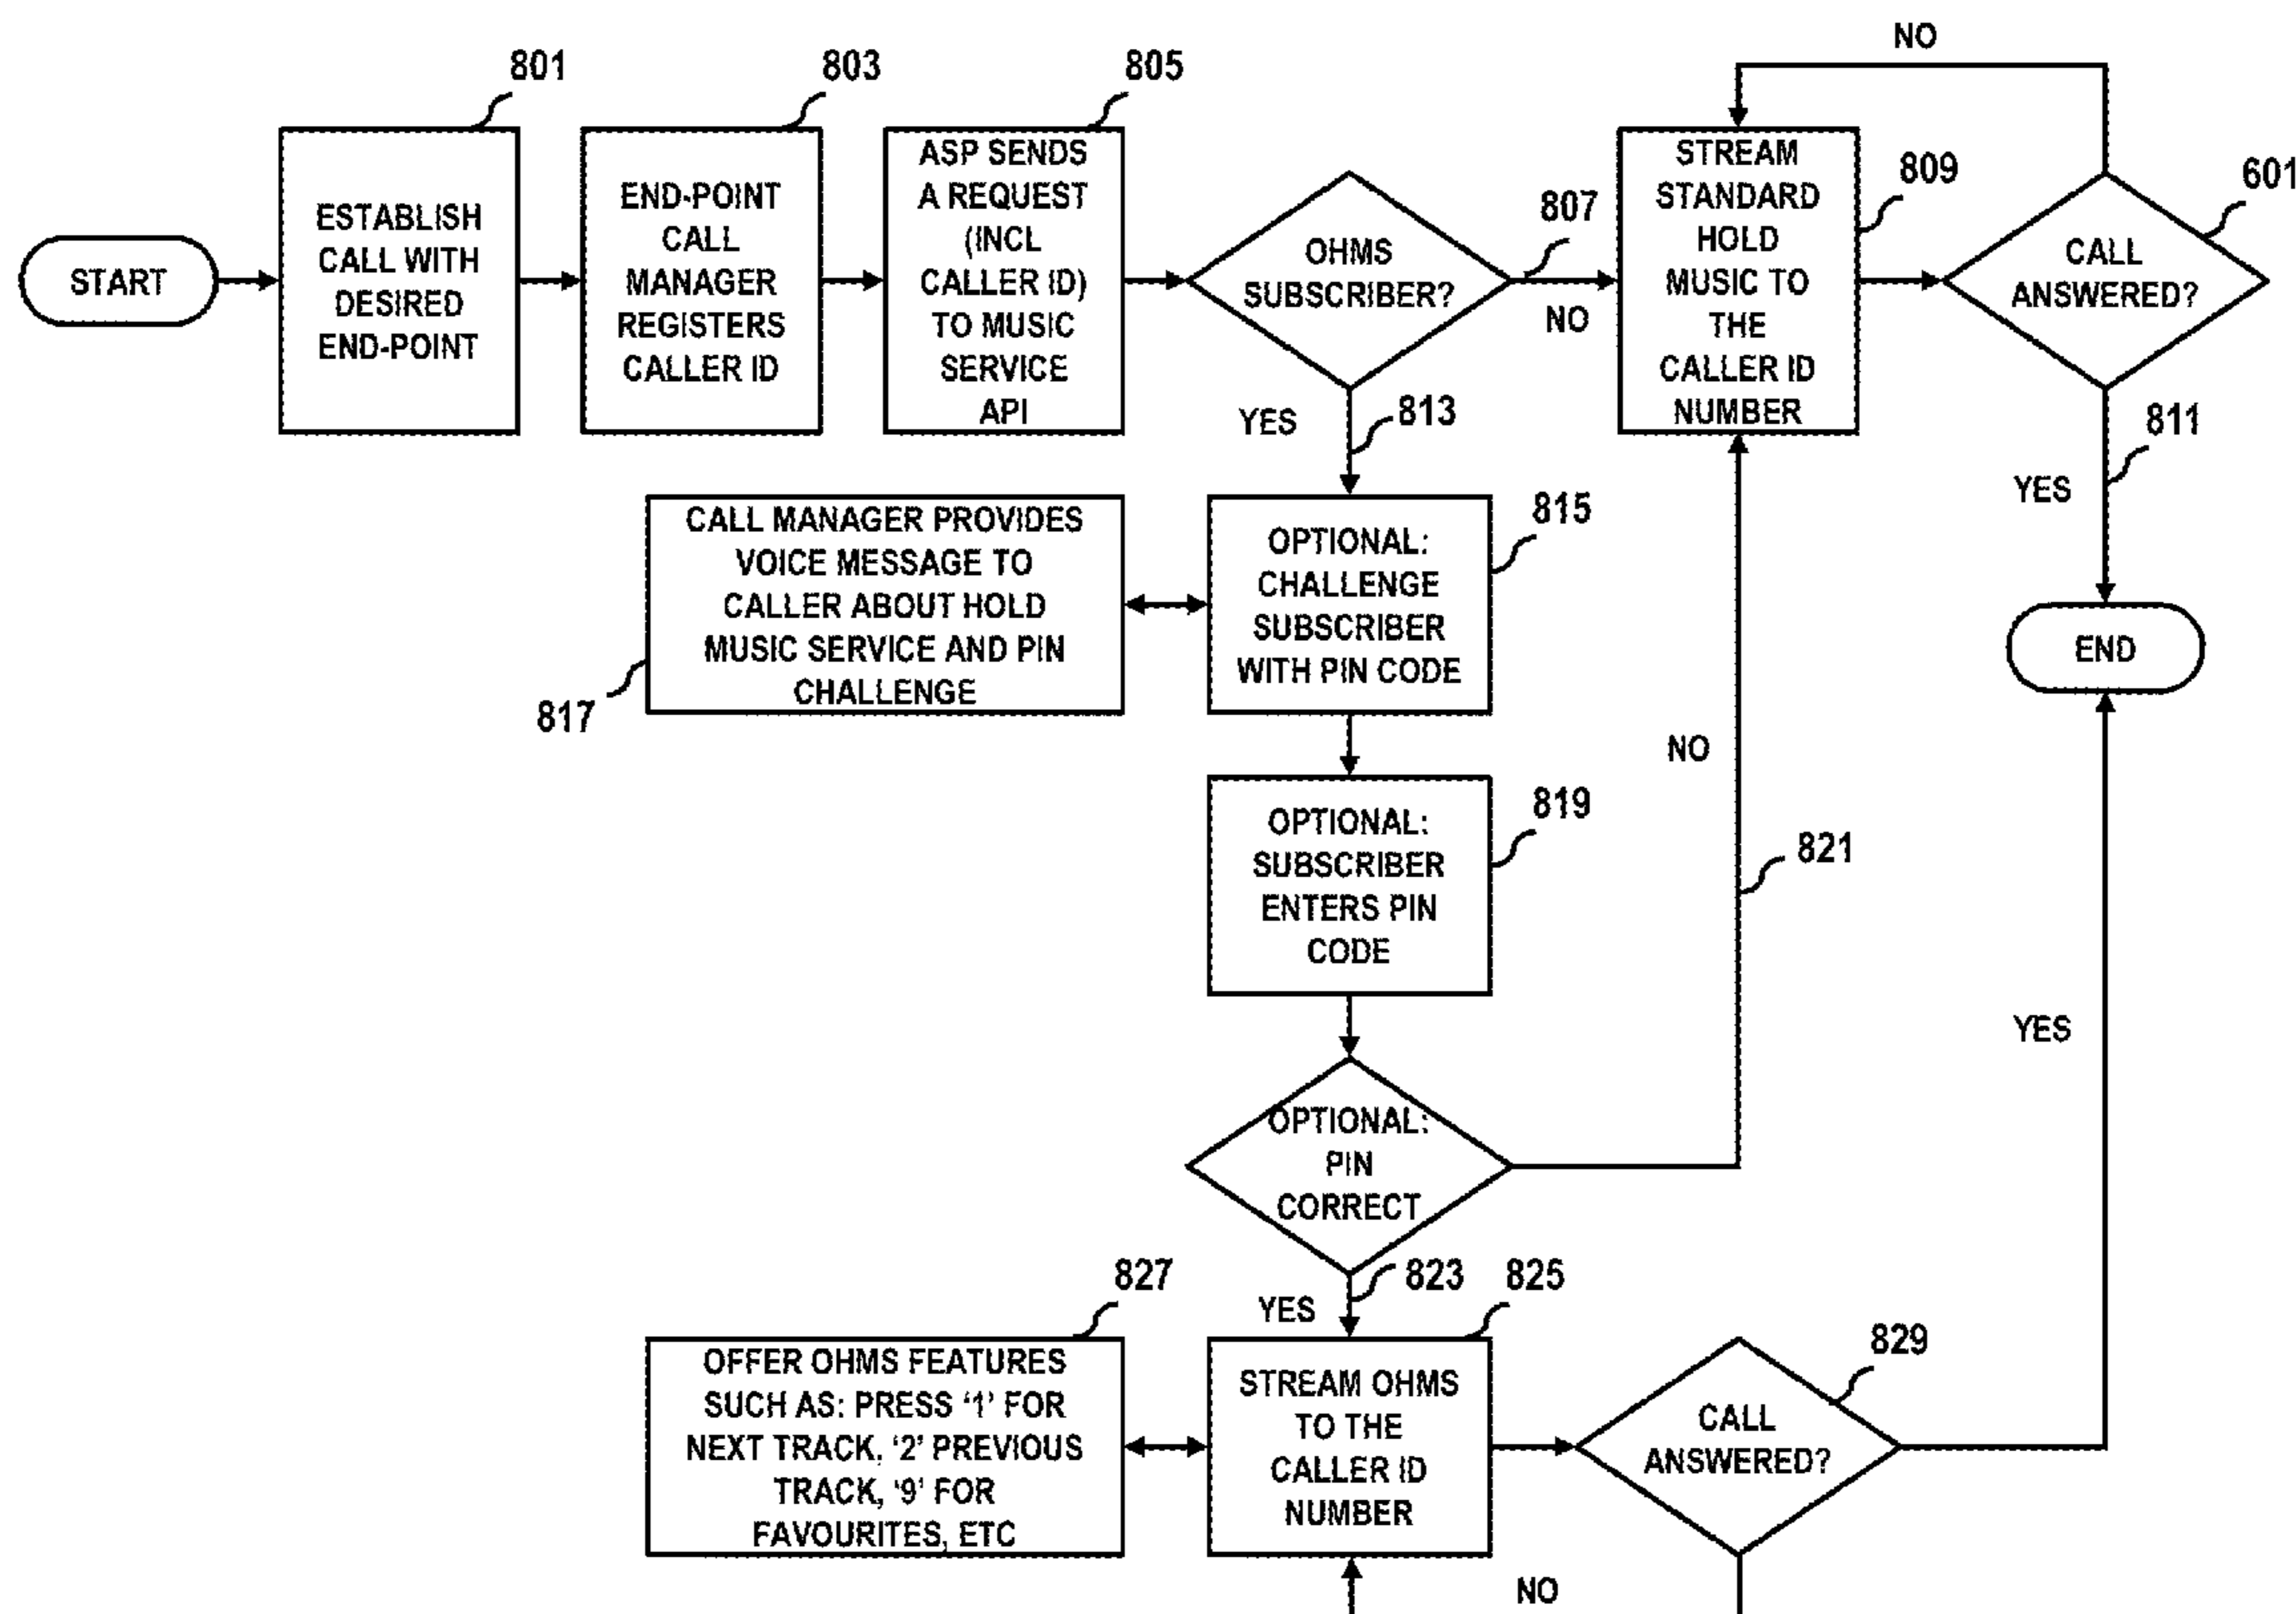 NO
801
803
805
START
ESTABLISH
CALL WITH
DESIRED
END-POINT
END-POINT
CALL
MANAGER
REGISTERS
CALLER ID
ASP SENDS
A REQUEST
(INCL
CALLER ID)
TO MUSIC
SERVICE
API
OHMS
SUBSCRIBER?
807
NO
STREAM
STANDARD
HOLD
MUSIC TO
THE
CALLER ID
NUMBER
809
601
CALL
ANSWERED?
YES
813
811
YES
CALL MANAGER PROVIDES
VOICE MESSAGE TO
CALLER ABOUT HOLD
MUSIC SERVICE AND PIN
CHALLENGE
817
OPTIONAL:
CHALLENGE
SUBSCRIBER
WITH PIN CODE
815
END
NO
OPTIONAL:
SUBSCRIBER
ENTERS PIN
CODE
819
821
YES
OPTIONAL:
PIN
CORRECT
823
YES
827
825
829
OFFER OHMS FEATURES
SUCH AS: PRESS ‘1’ FOR
NEXT TRACK, ‘2’ PREVIOUS
TRACK, ‘9’ FOR
FAVOURITES, ETC
STREAM OHMS
TO THE
CALLER ID
NUMBER
CALL
ANSWERED?
NO